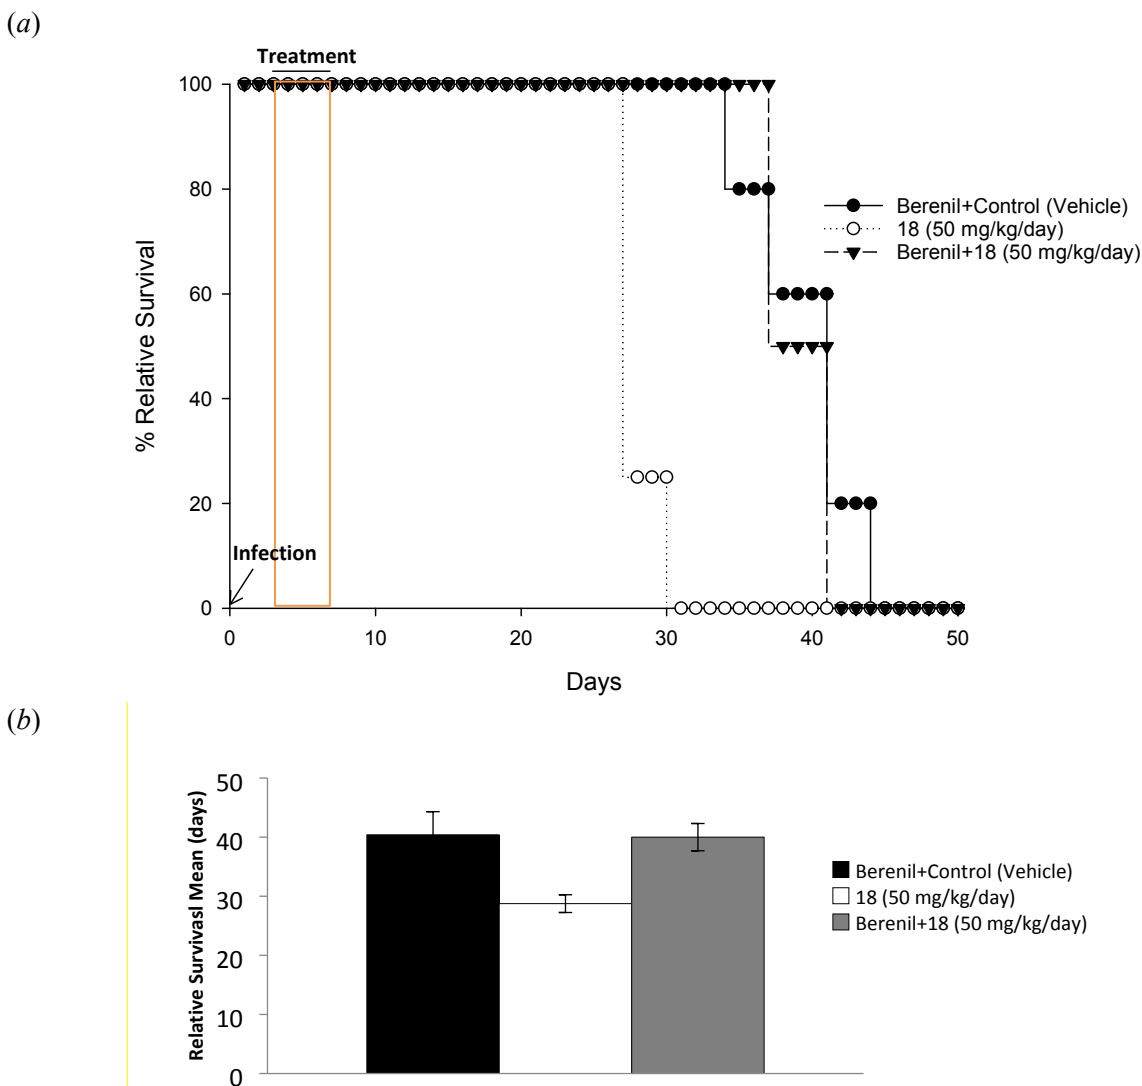 (a)
Treatment
100
80
60
40
20
0
% Relative Survival
Infection
0 10 20 30 40 50
Days
Berenil+Control (Vehicle)
18 (50 mg/kg/day)
Berenil+18 (50 mg/kg/day)
(b)
50
40
30
20
10
0
Relative Survivasl Mean (days)
Berenil+Control (Vehicle)
18 (50 mg/kg/day)
Berenil+18 (50 mg/kg/day)